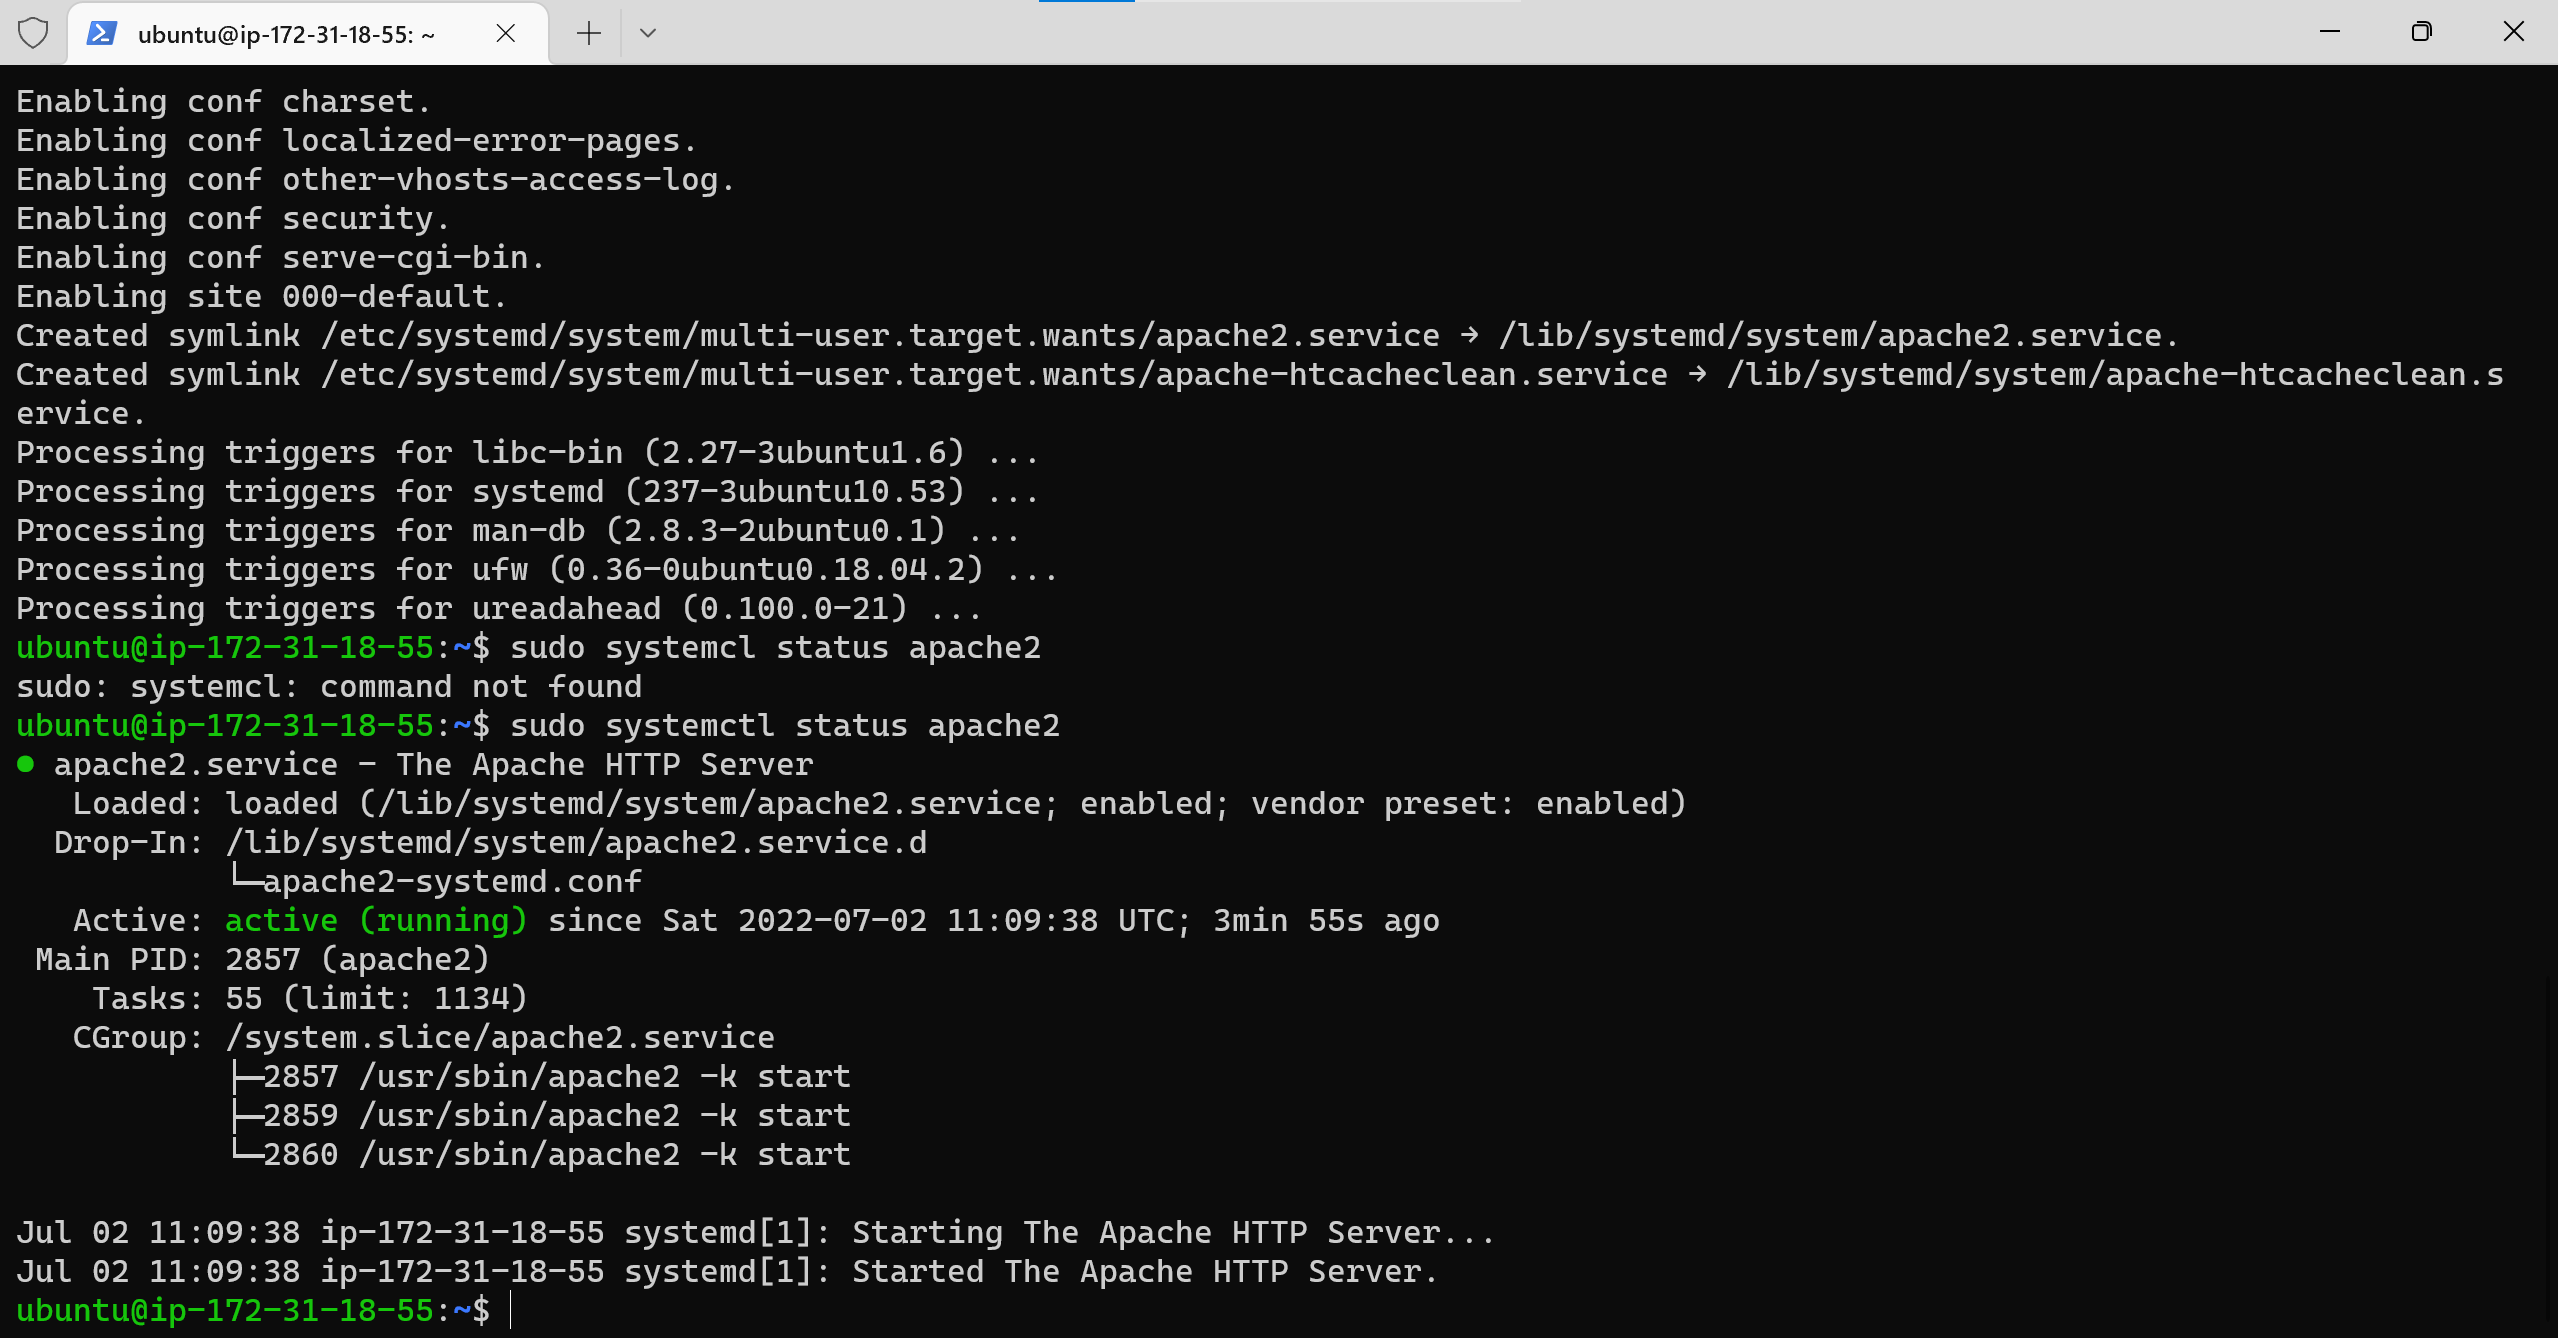 ubuntu@ip-172-31-18-55: ~
Enabling conf charset.
Enabling conf localized-error-pages.
Enabling conf other-vhosts-access-log.
Enabling conf security.
Enabling conf serve-cgi-bin.
Enabling site 000-default.
Created symlink /etc/systemd/system/multi-user.target.wants/apache2.service → /lib/systemd/system/apache2.service.
Created symlink /etc/systemd/system/multi-user.target.wants/apache-htcacheclean.service → /lib/systemd/system/apache-htcacheclean.s
ervice.
Processing triggers for libc-bin (2.27-3ubuntu1.6) ...
Processing triggers for systemd (237-3ubuntu10.53) ...
Processing triggers for man-db (2.8.3-2ubuntu0.1) ...
Processing triggers for ufw (0.36-0ubuntu0.18.04.2) ...
Processing triggers for ureadahead (0.100.0-21) ...
ubuntu@ip-172-31-18-55:~$ sudo systemcl status apache2
sudo: systemcl: command not found
ubuntu@ip-172-31-18-55:~$ sudo systemctl status apache2
● apache2.service - The Apache HTTP Server
   Loaded: loaded (/lib/systemd/system/apache2.service; enabled; vendor preset: enabled)
  Drop-In: /lib/systemd/system/apache2.service.d
           └─apache2-systemd.conf
   Active: active (running) since Sat 2022-07-02 11:09:38 UTC; 3min 55s ago
 Main PID: 2857 (apache2)
    Tasks: 55 (limit: 1134)
   CGroup: /system.slice/apache2.service
           ├─2857 /usr/sbin/apache2 -k start
           ├─2859 /usr/sbin/apache2 -k start
           └─2860 /usr/sbin/apache2 -k start

Jul 02 11:09:38 ip-172-31-18-55 systemd[1]: Starting The Apache HTTP Server...
Jul 02 11:09:38 ip-172-31-18-55 systemd[1]: Started The Apache HTTP Server.
ubuntu@ip-172-31-18-55:~$